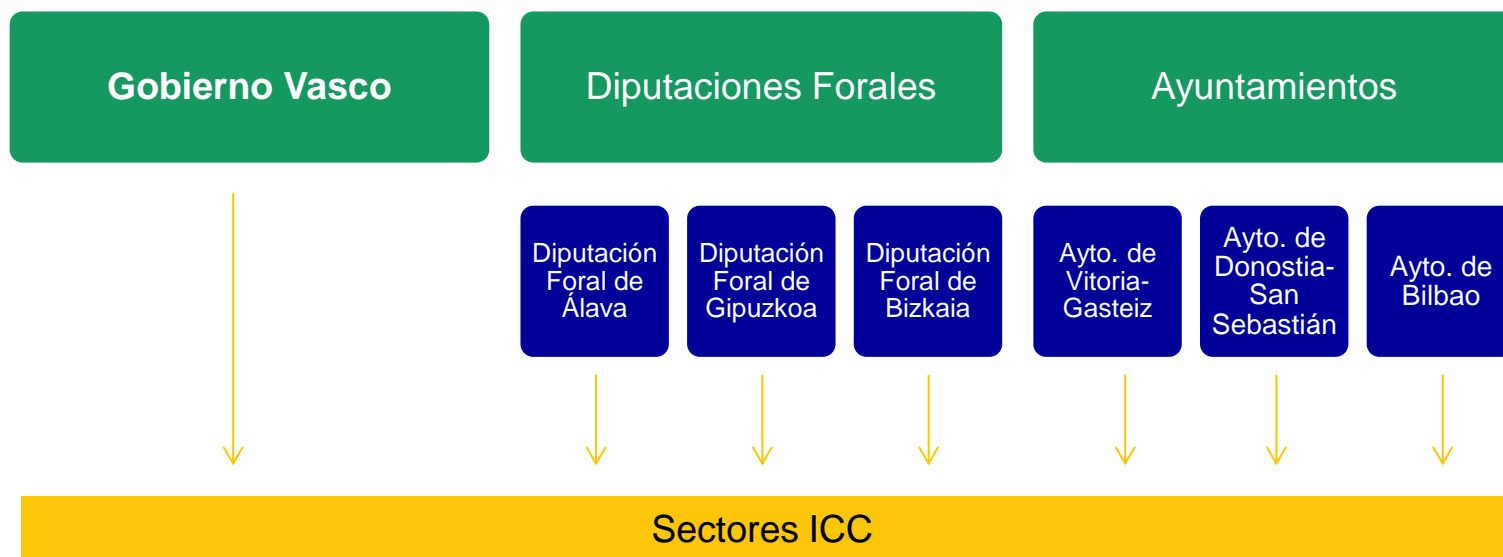 Gobierno Vasco
Diputaciones Forales
Ayuntamientos
Diputación
Foral de
Álava
Diputación
Foral de
Gipuzkoa
Diputación
Foral de
Bizkaia
Ayto. de
Vitoria-
Gasteiz
Ayto. de
Donostia-
San
Sebastián
Ayto. de
Bilbao
Sectores ICC